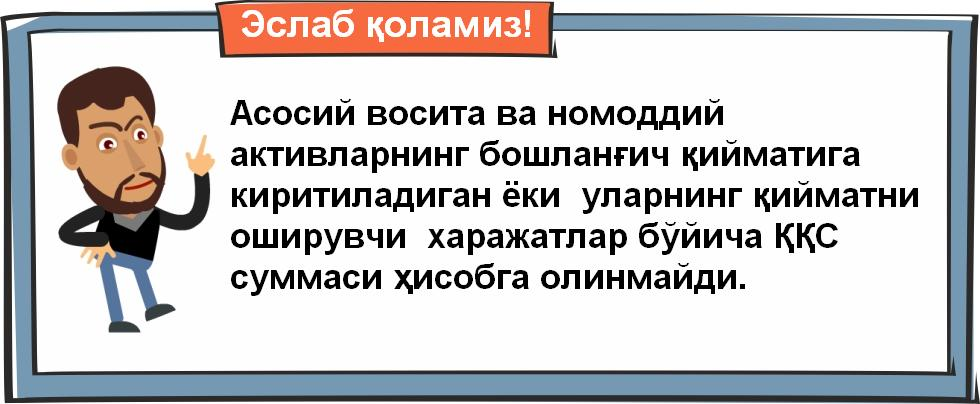 Эслаб қоламиз!
Асосий восита ва номоддий
активларнинг бошланғич қийматига
киритиладиган ёки  уларнинг қийматни
оширувчи  харажатлар бўйича ҚҚС
суммаси ҳисобга олинмайди.